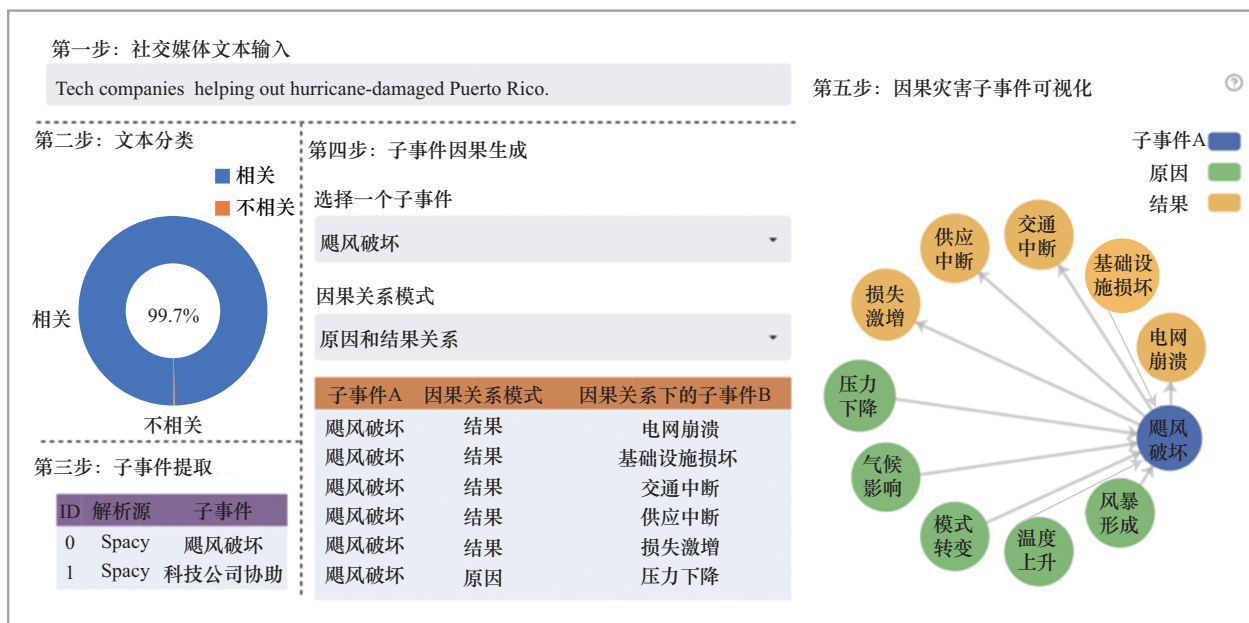 第一步：社交媒体文本输入
Tech companies helping out hurricane-damaged Puerto Rico.
第二步：文本分类
相关
不相关
相关
99.7%
不相关
第三步：子事件提取
ID 解析源 子事件
0 Spacy 飓风破坏
1 Spacy 科技公司协助
第四步：子事件因果生成
选择一个子事件
飓风破坏
因果关系模式
原因和结果关系
子事件A 因果关系模式 因果关系下的子事件B
飓风破坏 结果 电网崩溃
飓风破坏 结果 基础设施损坏
飓风破坏 结果 交通中断
飓风破坏 结果 供应中断
飓风破坏 结果 损失激增
飓风破坏 原因 压力下降
第五步：因果灾害子事件可视化
?
子事件A
原因
结果
交通
中断
供应
中断
基础设
施损坏
损失
激增
电网
崩溃
压力
下降
飓风
破坏
气候
影响
风暴
形成
模式
转变
温度
上升